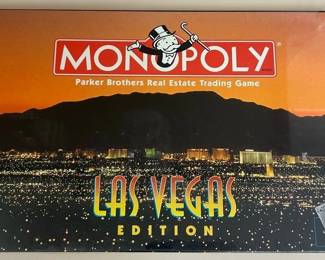 MONOPOLY®
Parker Brothers Real Estate Trading Game
LAS VEGAS
EDITION